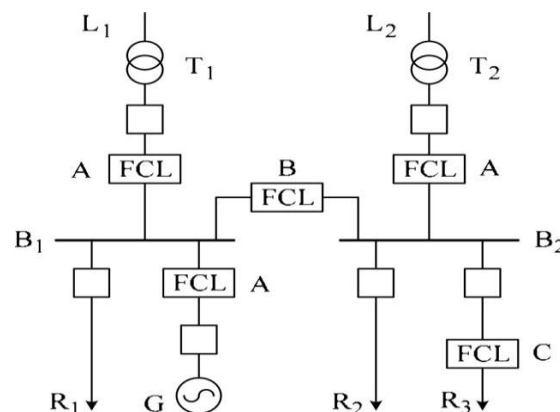 L1 L2
T1 T2
A FCL B FCL A
FCL
B1 B2
FCL A
FCL C
R1 G R2 R3